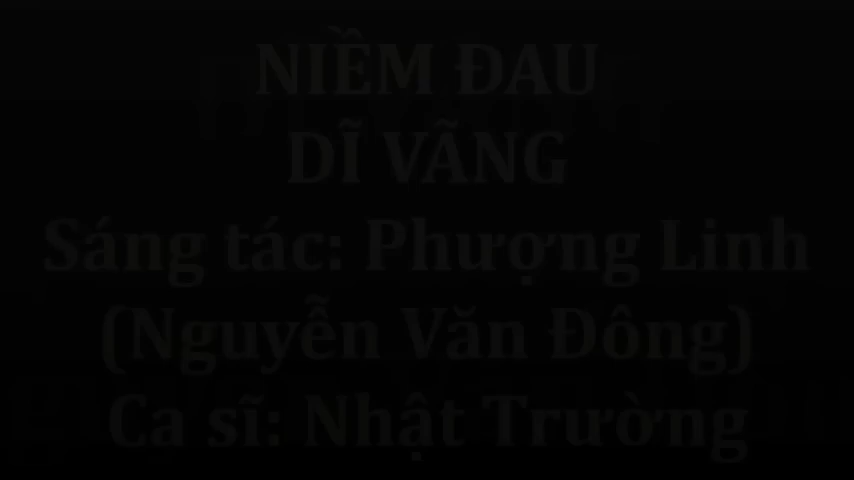 NIỀM ĐAU
DĨ VÃNG
Sáng tác: Phượng Linh
(Nguyễn Văn Đông)
Ca sĩ: Nhật Trường